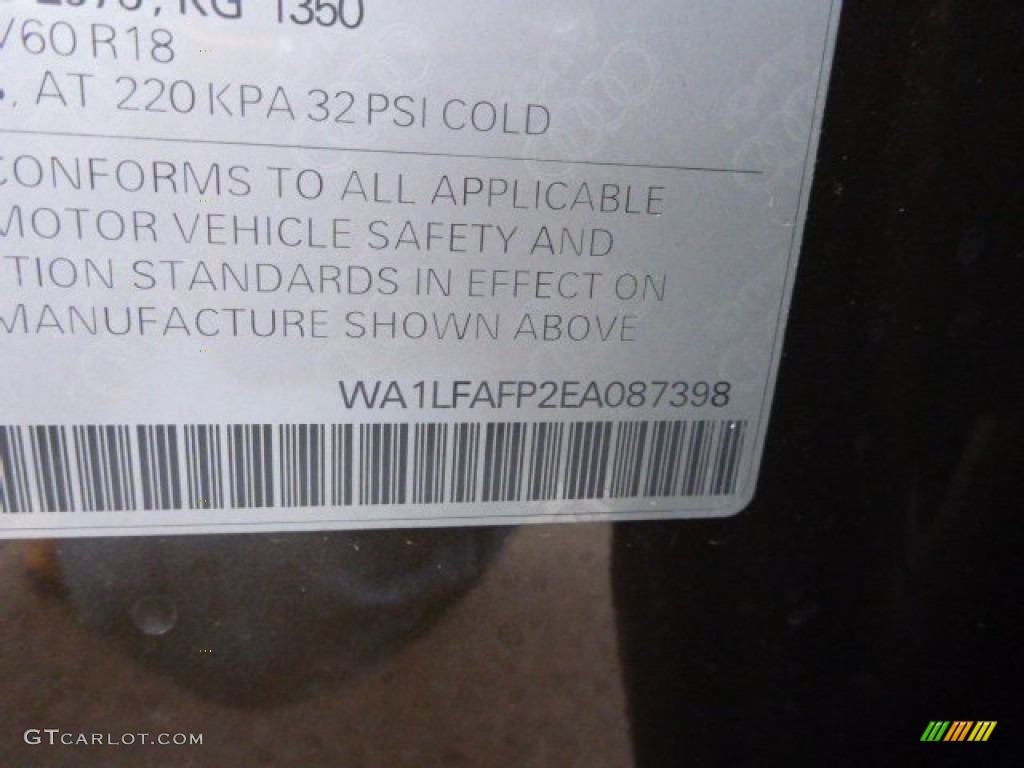 KG 1350
/60 R18
, AT 220 KPA 32 PSI COLD
CONFORMS TO ALL APPLICABLE
MOTOR VEHICLE SAFETY AND
TION STANDARDS IN EFFECT ON
MANUFACTURE SHOWN ABOVE
WA1LFAFP2EA087398
GTCARLOT.COM